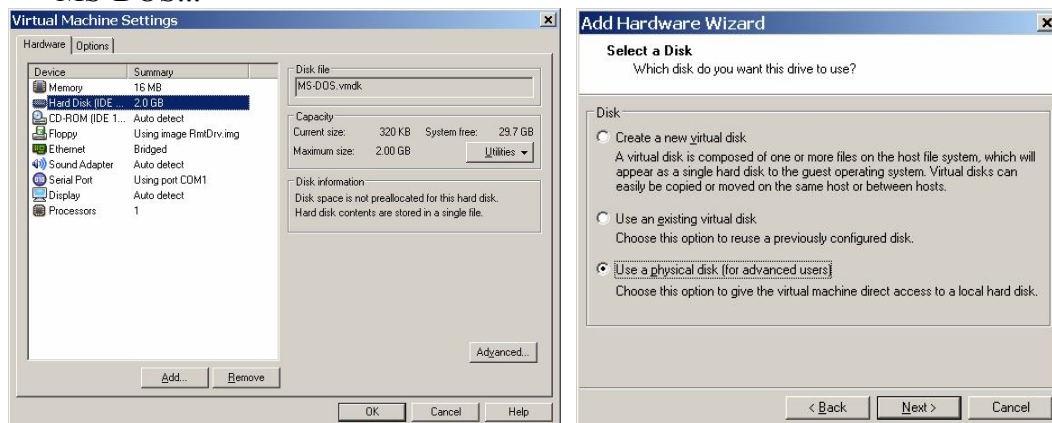 MS-DOS...
Virtual Machine Settings
Hardware Options
Device Summary
Memory 16 MB
Hard Disk (IDE ... 2.0 GB
CD-ROM (IDE 1... Auto detect
Floppy Using image RmtDrv.img
Ethernet Bridged
Sound Adapter Auto detect
Serial Port Using port COM1
Display Auto detect
Processors 1
Add... Remove
Disk file
MS-DOS.vmdk
Capacity
Current size: 320 KB System free: 29.7 GB
Maximum size: 2.00 GB Utilities
Disk information
Disk space is not preallocated for this hard disk.
Hard disk contents are stored in a single file.
Advanced...
OK Cancel Help
Add Hardware Wizard
Select a Disk
Which disk do you want this drive to use?
Disk
Create a new virtual disk
A virtual disk is composed of one or more files on the host file system, which will
appear as a single hard disk to the guest operating system. Virtual disks can
easily be copied or moved on the same host or between hosts.
Use an existing virtual disk
Choose this option to reuse a previously configured disk.
Use a physical disk (for advanced users)
Choose this option to give the virtual machine direct access to a local hard disk.
< Back Next > Cancel